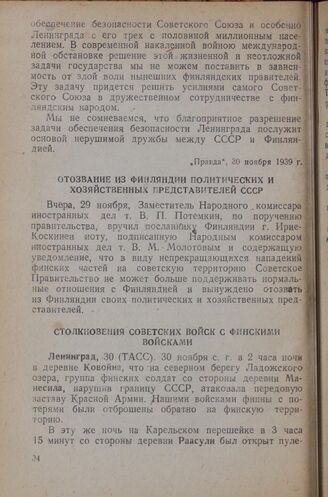 обеспечение безопасности Советского Союза и особенно
Ленинграда с его трех с половиной миллионным насе-
лением. В современной накаленной войною международ-
ной обстановке решение этой жизненной и неотложной
задачи государства мы не можем поставить в зависи-
мость от злой воли нынешних финляндских правителей.
Эту задачу придется решить усилиями самого Совет-
ского Союза в дружественном сотрудничестве с фин-
ляндским народом.
Мы не сомневаемся, что благоприятное разрешение
задачи обеспечения безопасности Ленинграда послужит
основой нерушимой дружбы между СССР и Финлян-
дией.
„Правда", 30 ноября 1939 г.
ОТОЗВАНИЕ ИЗ ФИНЛЯНДИИ ПОЛИТИЧЕСКИХ И
ХОЗЯЙСТВЕННЫХ ПРЕДСТАВИТЕЛЕЙ СССР
Вчера, 29 ноября, Заместитель Народного комиссара
иностранных дел т. В. П. Потемкин, по поручению
правительства, вручил посланнику Финляндии г. Ирие-
Коскинен ноту, подписанную Народным комиссаром
иностранных дел т. В. М. Молотовым и содержащую
уведомление, что в виду непрекращающихся нападений
финских частей на советскую территорию Советское
Правительство не может больше поддерживать нормаль-
ные отношения с Финляндией и вынуждено отозвать
из Финляндии своих политических и хозяйственных пред-
ставителей.
СТОЛКНОВЕНИЯ СОВЕТСКИХ ВОЙСК С ФИНСКИМИ
ВОЙСКАМИ
Ленинград, 30 (ТАСС). 30 ноября с. г. в 2 часа ночи
в деревне Ковойна, что на северном берегу Ладожского
озера, группа финских солдат со стороны деревни Ма-
несила, нарушив границу СССР, атаковала передовую
заставу Красной Армии. Нашими войсками финны с по-
терями были отброшены обратно на финскую терри-
торию.
В эту же ночь на Карельском перешейке в 3 часа
15 минут со стороны деревни Раасули был открыт пуле-
34